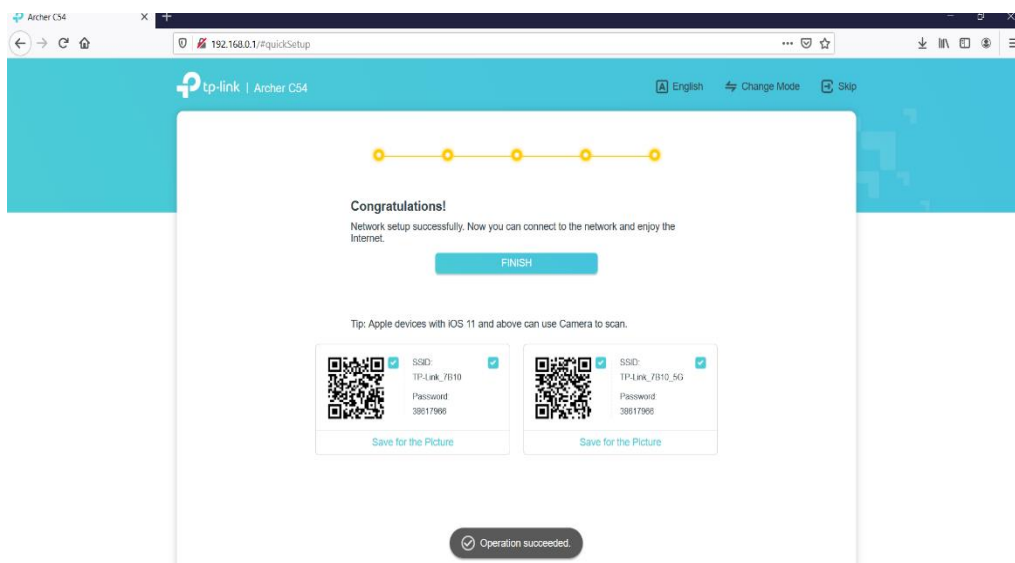 Archer C54
192.168.0.1/#quickSetup
tp-link | Archer C54
English
Change Mode
Skip
Congratulations!
Network setup successfully. Now you can connect to the network and enjoy the
Internet.
FINISH
Tip: Apple devices with iOS 11 and above can use Camera to scan.
SSID:
TP-Link_7B10
Password:
38617966
Save for the Picture
SSID:
TP-Link_7B10_5G
Password:
38617966
Save for the Picture
Operation succeeded.